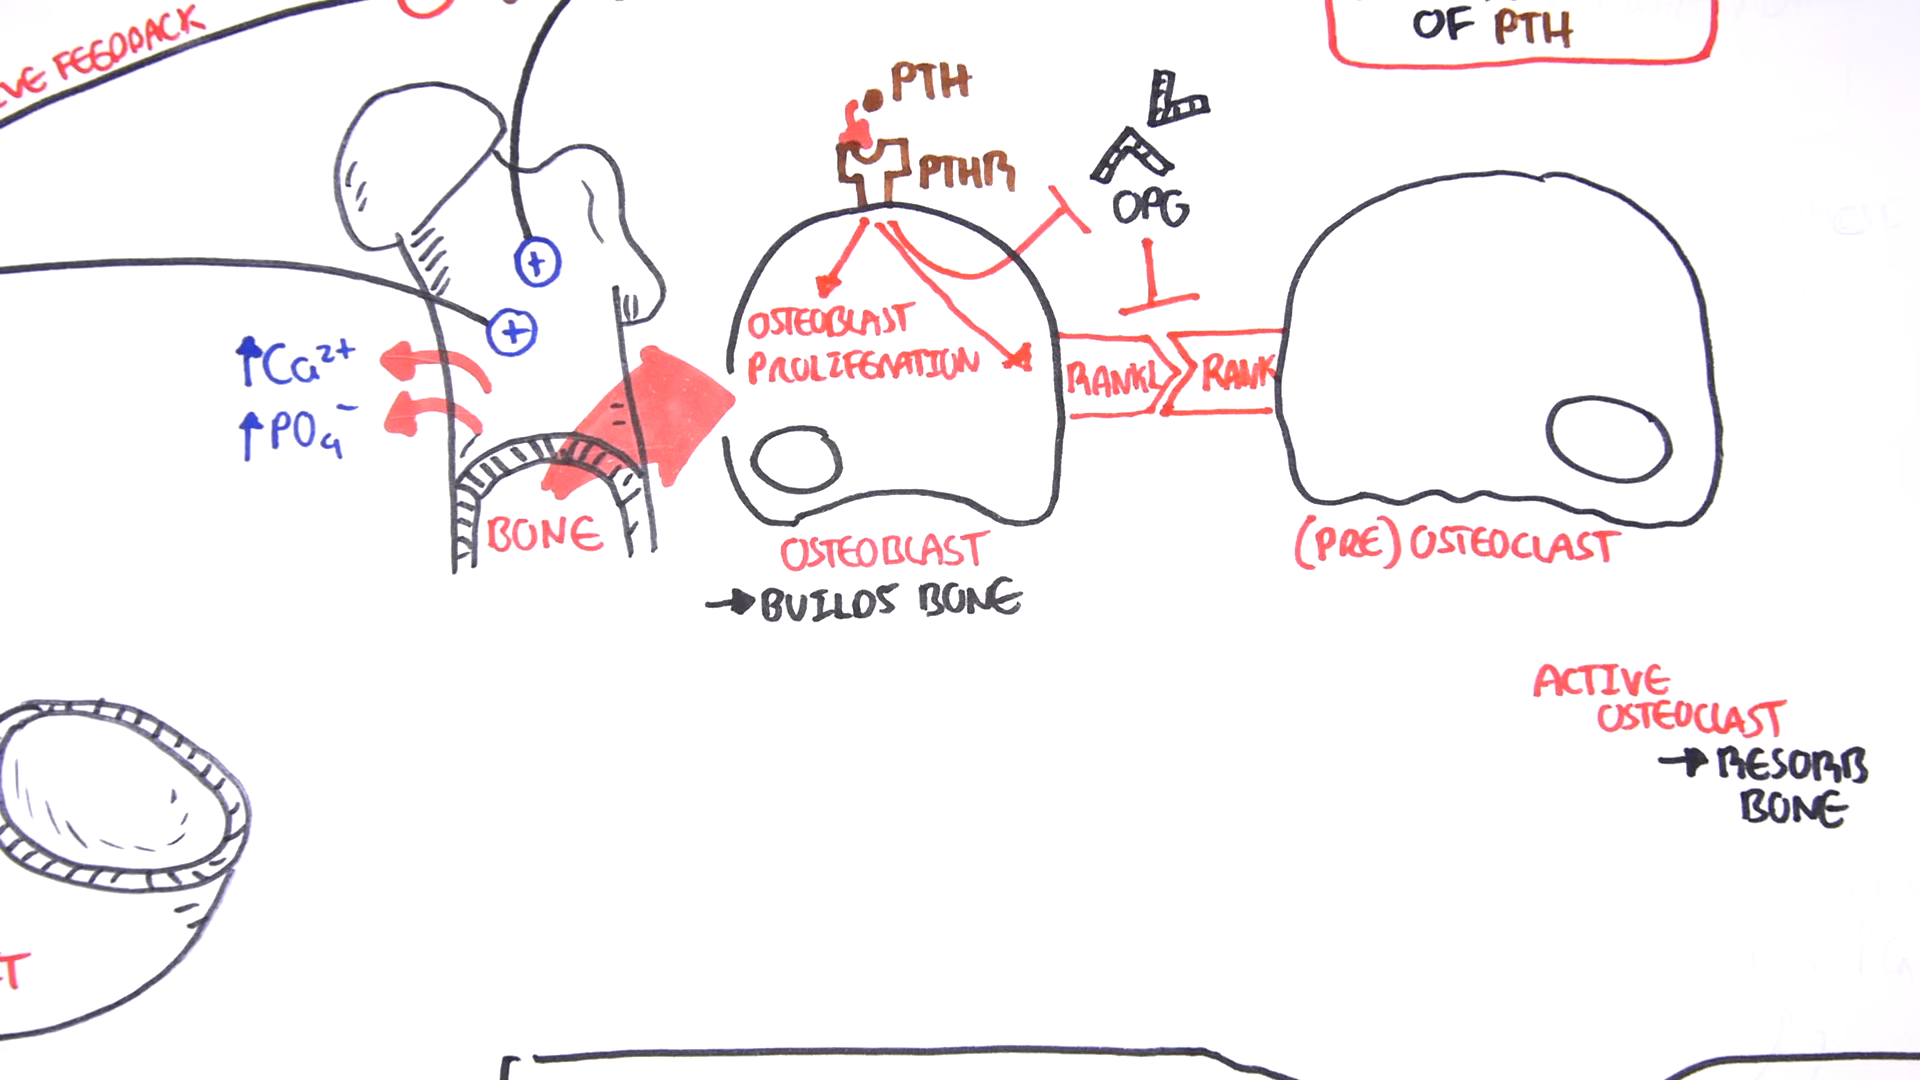 VE FEEDBACK
OF PTH
PTH
PTHR
OPG
↑Ca²⁺
↑PO₄⁻
+
+
OSTEOBLAST
PROLIFERATION
RANKL
RANK
BONE
OSTEOBLAST
→ BUILDS BONE
(PRE) OSTEOCLAST
ACTIVE
OSTEOCLAST
→ RESORB
BONE
T